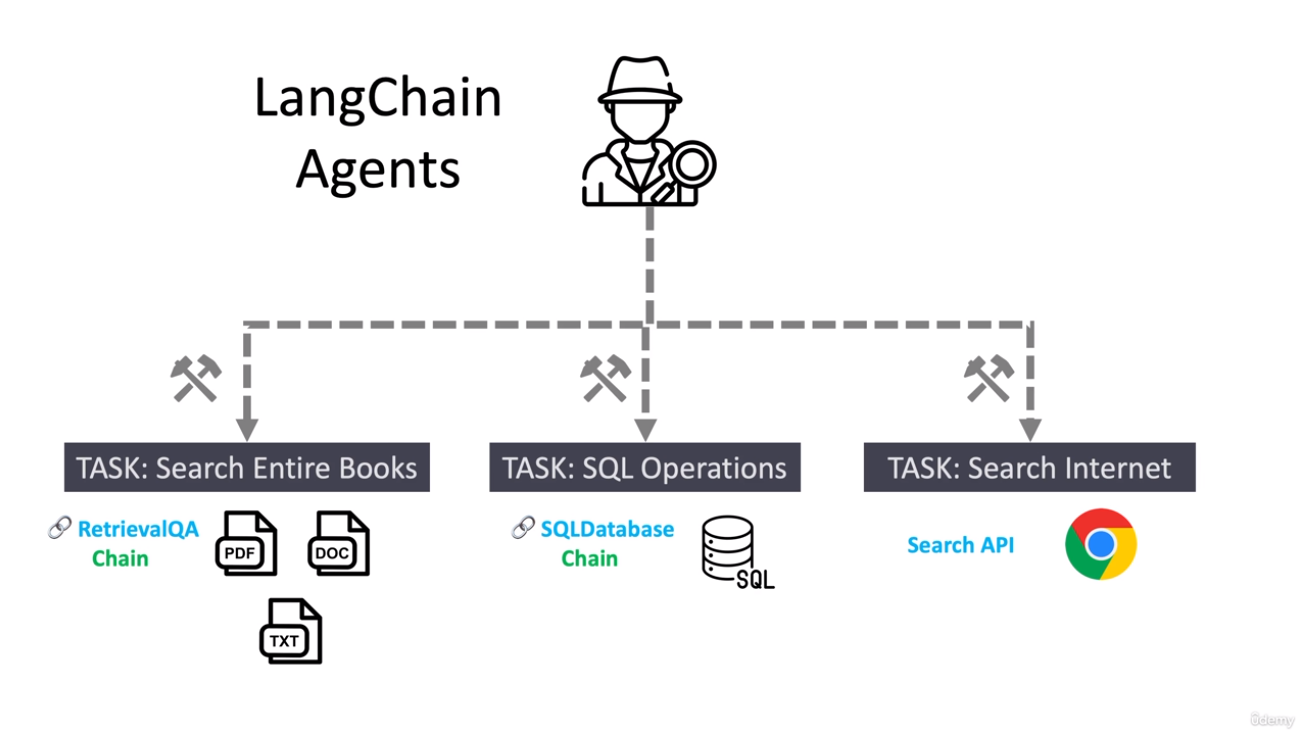 LangChain
Agents
TASK: Search Entire Books
TASK: SQL Operations
TASK: Search Internet
RetrievalQA
Chain
PDF
DOC
TXT
SQLDatabase
Chain
SQL
Search API
ûdemy